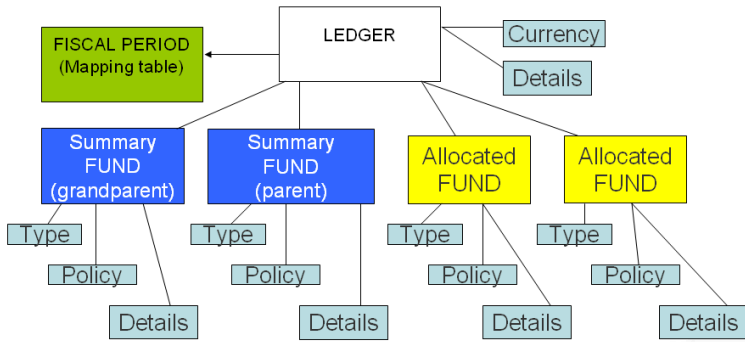 FISCAL PERIOD
(Mapping table)
LEDGER
Currency
Details
Summary
FUND
(grandparent)
Summary
FUND
(parent)
Allocated
FUND
Allocated
FUND
Type
Policy
Details
Type
Policy
Details
Type
Policy
Details
Type
Policy
Details